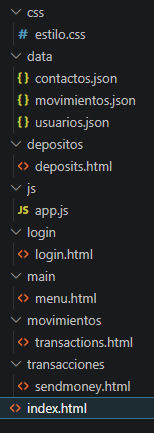 css
# estilo.css
data
{} contactos.json
{} movimientos.json
{} usuarios.json
depositos
<> deposits.html
js
JS app.js
login
<> login.html
main
<> menu.html
movimientos
<> transactions.html
transacciones
<> sendmoney.html
<> index.html